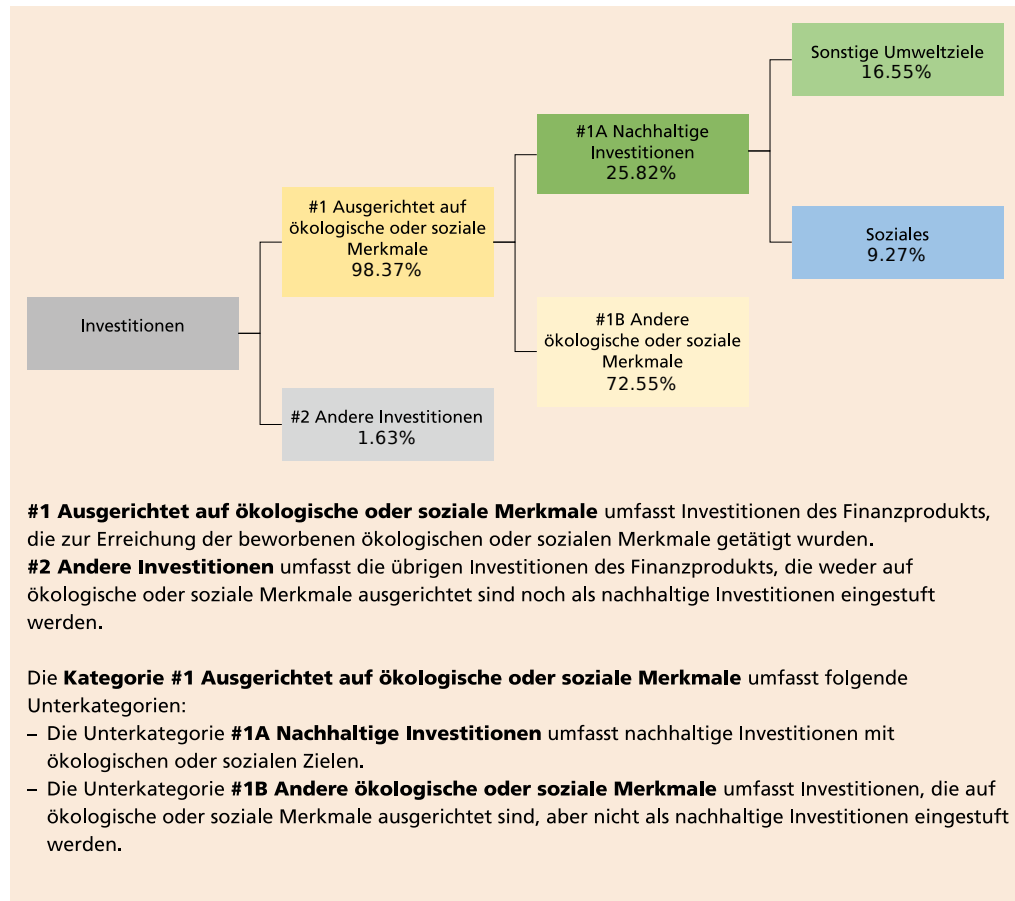 Sonstige Umweltziele
16.55%
#1A Nachhaltige
Investitionen
25.82%
#1 Ausgerichtet auf
ökologische oder soziale
Merkmale
98.37%
Soziales
9.27%
Investitionen
#1B Andere
ökologische oder soziale
Merkmale
72.55%
#2 Andere Investitionen
1.63%
#1 Ausgerichtet auf ökologische oder soziale Merkmale umfasst Investitionen des Finanzprodukts,
die zur Erreichung der beworbenen ökologischen oder sozialen Merkmale getätigt wurden.
#2 Andere Investitionen umfasst die übrigen Investitionen des Finanzprodukts, die weder auf
ökologische oder soziale Merkmale ausgerichtet sind noch als nachhaltige Investitionen eingestuft
werden.
Die Kategorie #1 Ausgerichtet auf ökologische oder soziale Merkmale umfasst folgende
Unterkategorien:
– Die Unterkategorie #1A Nachhaltige Investitionen umfasst nachhaltige Investitionen mit
ökologischen oder sozialen Zielen.
– Die Unterkategorie #1B Andere ökologische oder soziale Merkmale umfasst Investitionen, die auf
ökologische oder soziale Merkmale ausgerichtet sind, aber nicht als nachhaltige Investitionen eingestuft
werden.